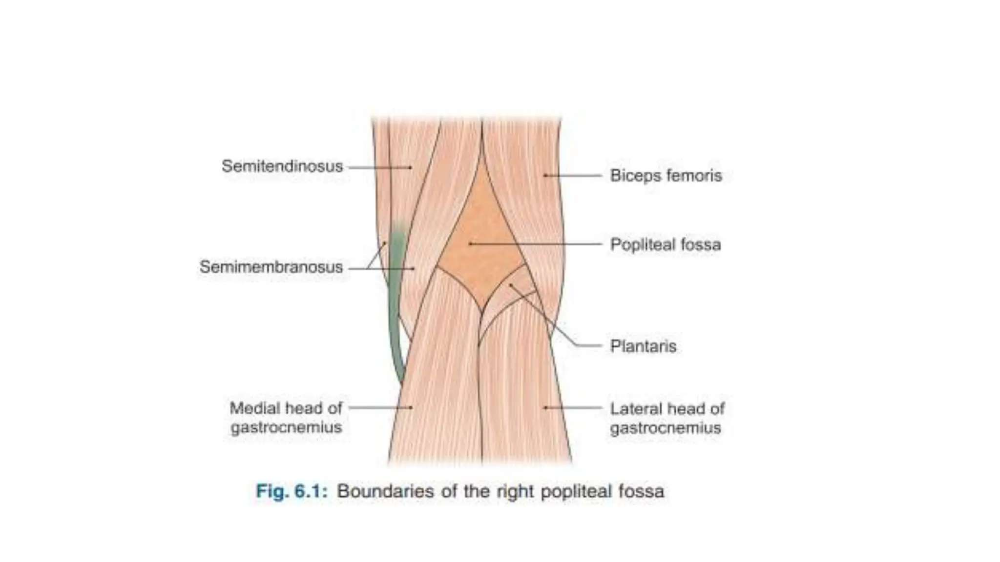 Semitendinosus
Biceps femoris
Popliteal fossa
Semimembranosus
Plantaris
Medial head of
gastrocnemius
Lateral head of
gastrocnemius
Fig. 6.1: Boundaries of the right popliteal fossa